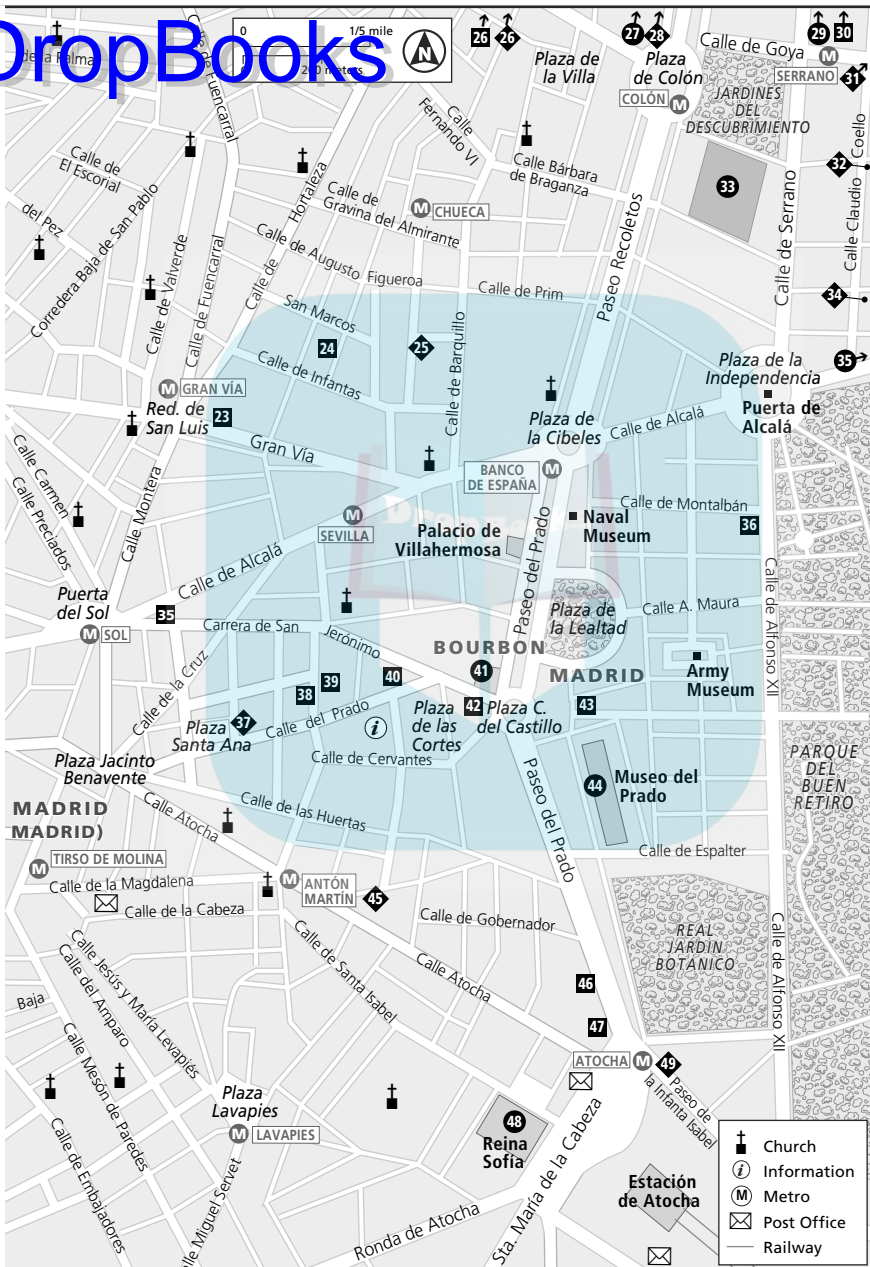 DropBooks
de la Palma
0 1/5 mile
200 meters
N
26
26
27
28
29
30
Plaza de
la Villa
Plaza
de Colón
COLÓN
M
Calle de Goya
SERRANO
M
31
JARDINES
DEL
DESCUBRIMIENTO
Calle de Fuencarral
Calle
Fernando VI
Calle Bárbara
de Braganza
32
33
Calle Claudio Coello
Calle de Serrano
34
35
Calle de
El Escorial
del Pez
Corredera Baja de San Pablo
Calle de Valverde
Calle de Fuencarral
Calle de Hortaleza
Calle de
Gravina del Almirante
M
CHUECA
Calle de Augusto Figueroa
Calle de Prim
Paseo Recoletos
San Marcos
24
25
Calle de Infantas
Calle de Barquillo
Plaza de la
Independencia
Puerta de
Alcalá
M
GRAN VÍA
Red. de
San Luis
23
Gran Vía
Plaza de
la Cibeles
Calle de Alcalá
BANCO
DE ESPAÑA
M
Calle Carmen
Calle Preciados
Calle Montera
M
SEVILLA
Calle de Alcalá
Palacio de
Villahermosa
Naval
Museum
Calle de Montalbán
36
Paseo del Prado
Plaza de
la Lealtad
Calle A. Maura
Calle de Alfonso XII
Puerta
del Sol
M
SOL
35
Carrera de San Jerónimo
BOURBON
MADRID
41
Army
Museum
Calle de la Cruz
38
39
40
42
43
37
Plaza
Santa Ana
Calle del Prado
i
Plaza
de las
Cortes
Plaza C.
del Castillo
Calle de Cervantes
Plaza Jacinto
Benavente
MADRID
MADRID)
Calle Atocha
Calle de las Huertas
Paseo del Prado
44
Museo del
Prado
PARQUE
DEL
BUEN
RETIRO
Calle de Espalter
TIRSO DE MOLINA
M
Calle de la Magdalena
Calle de la Cabeza
M
ANTÓN
MARTÍN
45
Calle de Gobernador
REAL
JARDIN
BOTÁNICO
Calle de Alfonso XII
Calle de Santa Isabel
Calle Atocha
46
47
Baja
Calle Jesús y María Levapiés
Calle del Amparo
Calle Mesón de Paredes
Calle de Embajadores
Plaza
Lavapies
M
LAVAPIES
lle Miguel Servet
ATOCHA
M
49
Paseo de
la Infanta Isabel
48
Reina
Sofía
Sta. María de la Cabeza
Ronda de Atocha
Estación
de Atocha
Church
i Information
M Metro
Post Office
Railway